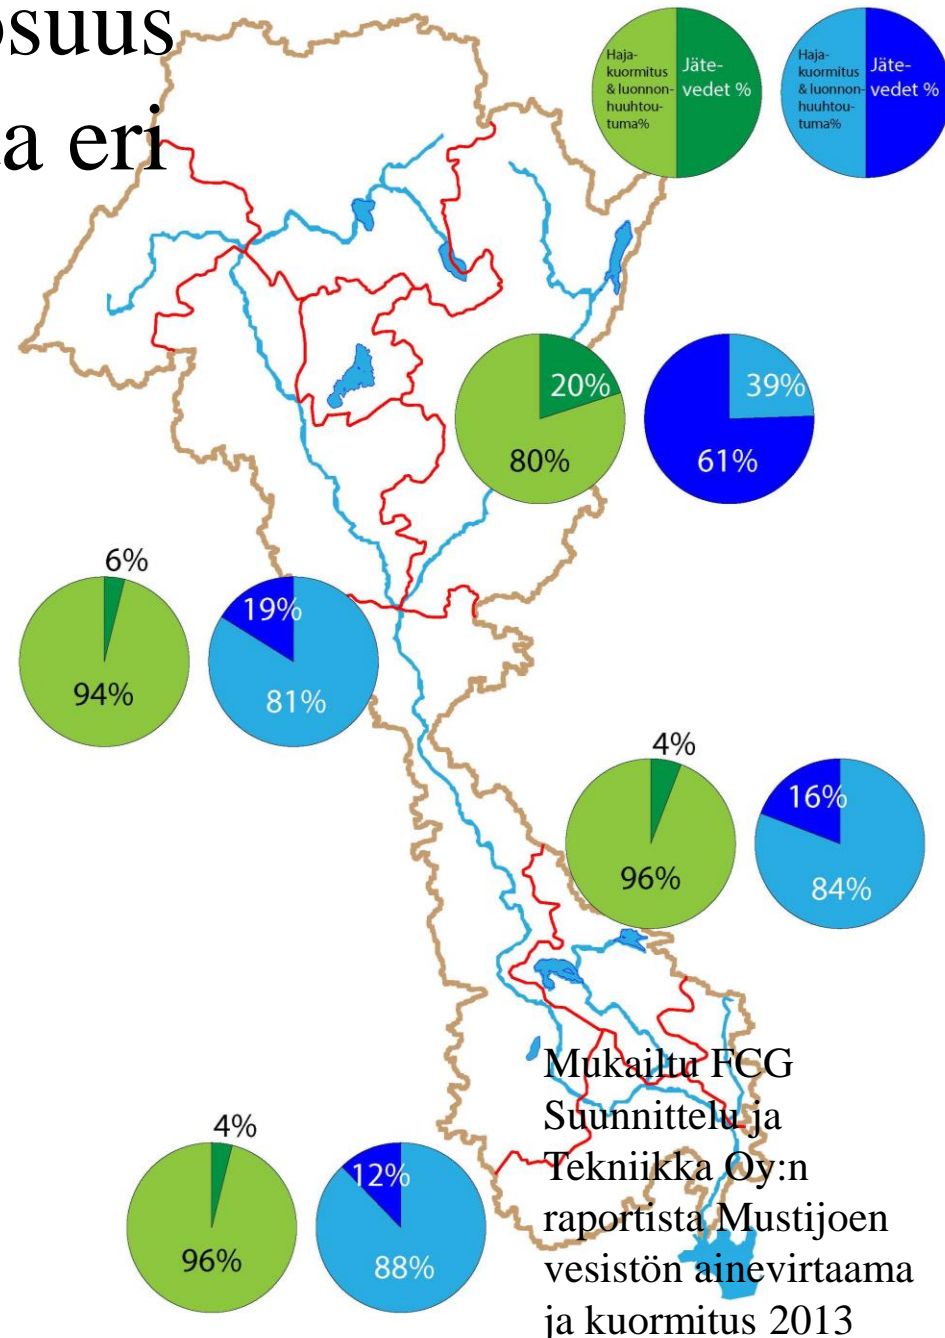 osuus
a eri
Haja-
kuormitus
& luonnon-
huuhtou-
tuma%
Jäte-
vedet %
Haja-
kuormitus
& luonnon-
huuhtou-
tuma%
Jäte-
vedet %
20%
80%
39%
61%
6%
94%
19%
81%
4%
96%
16%
84%
4%
96%
12%
88%
Mukailtu FCG
Suunnittelu ja
Tekniikka Oy:n
raportista Mustijoen
vesistön ainevirtaama
ja kuormitus 2013